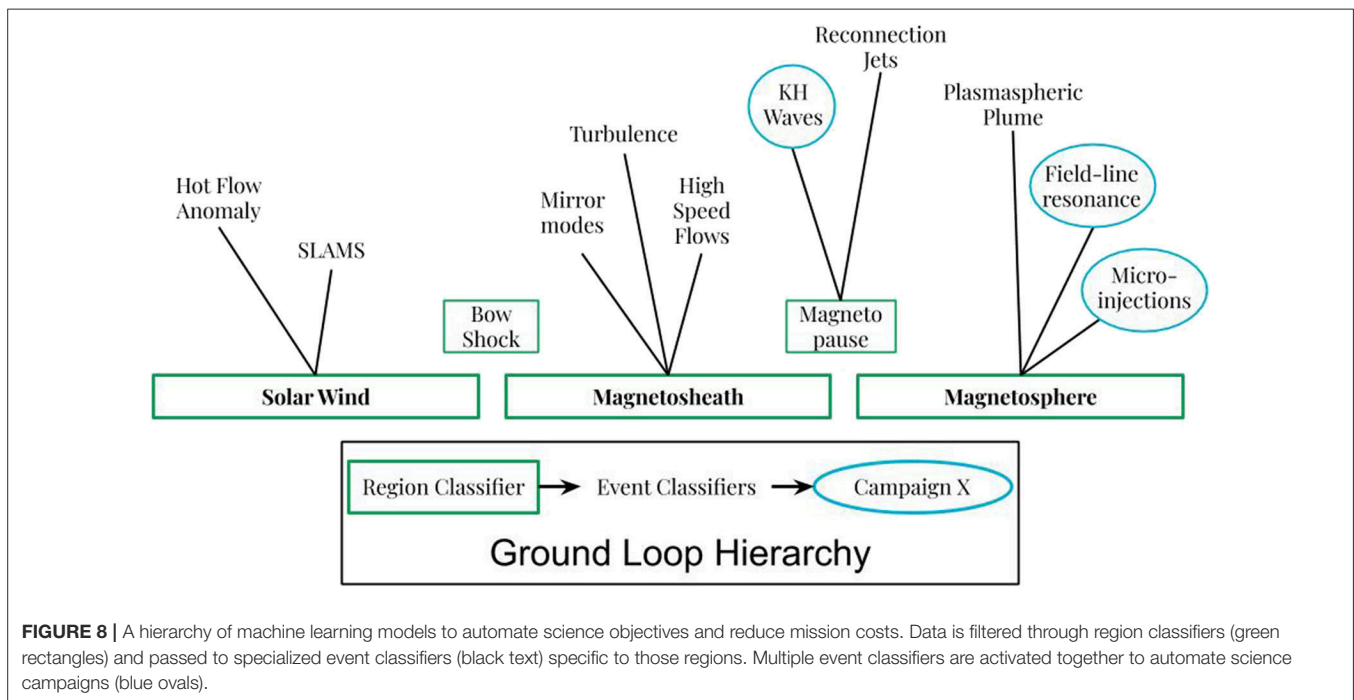 Reconnection
Jets
KH
Waves
Plasmaspheric
Plume
Turbulence
Hot Flow
Anomaly
Mirror
modes
High
Speed
Flows
Field-line
resonance
SLAMS
Micro-
injections
Bow
Shock
Magneto
pause
Solar Wind
Magnetosheath
Magnetosphere
Region Classifier
Event Classifiers
Campaign X
Ground Loop Hierarchy
FIGURE 8 | A hierarchy of machine learning models to automate science objectives and reduce mission costs. Data is filtered through region classifiers (green
rectangles) and passed to specialized event classifiers (black text) specific to those regions. Multiple event classifiers are activated together to automate science
campaigns (blue ovals).